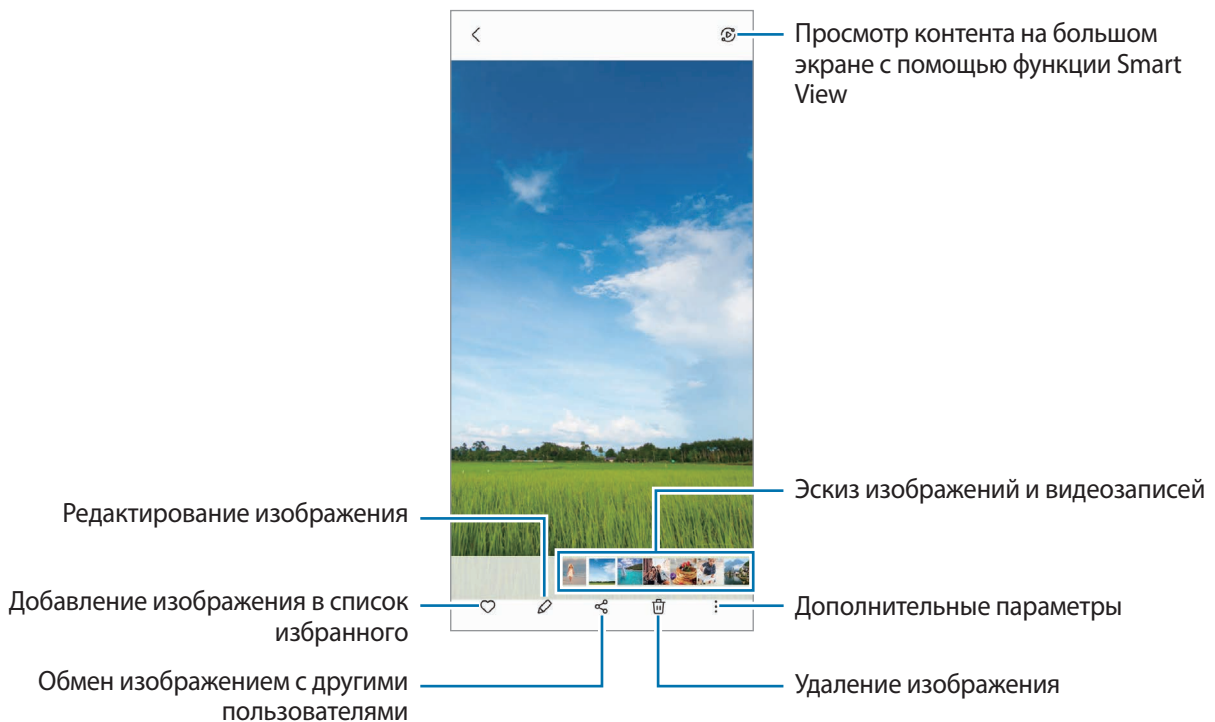 Просмотр контента на большом
экране с помощью функции Smart
View
Эскиз изображений и видеозаписей
Редактирование изображения
Добавление изображения в список
избранного
Дополнительные параметры
Обмен изображением с другими
пользователями
Удаление изображения